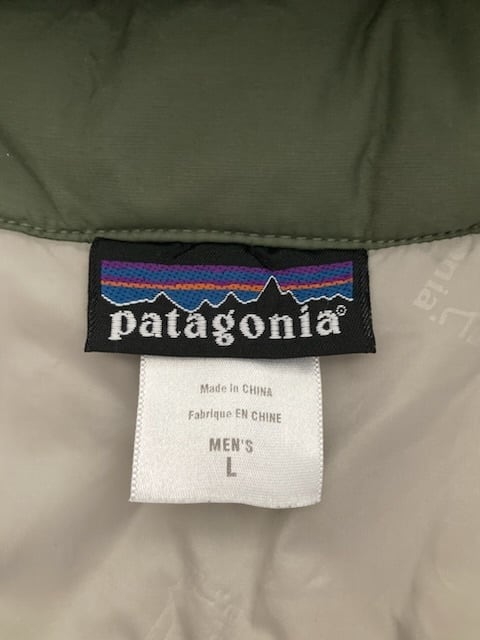 patagonia®
Made in CHINA
Fabriqué EN CHINE
MEN'S
L